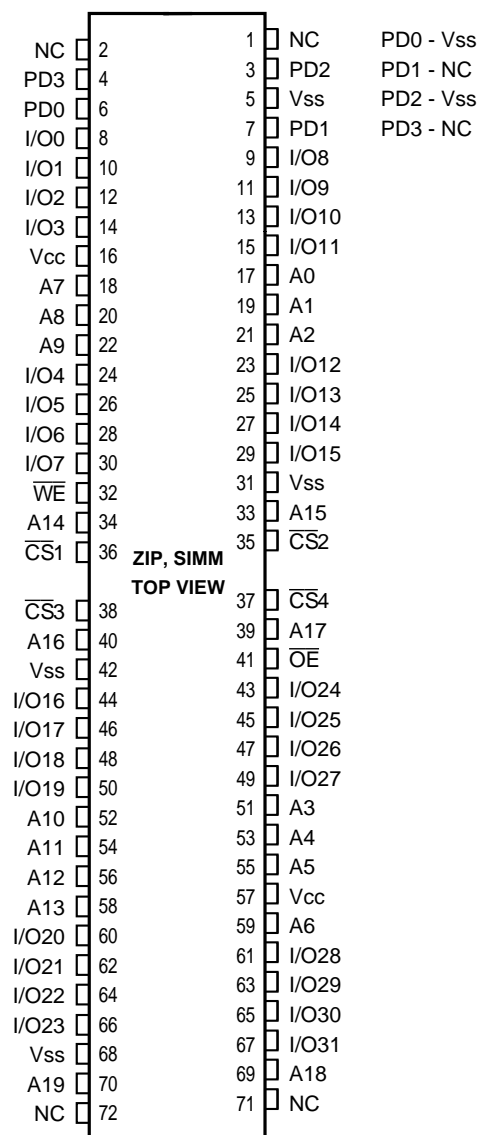 1 NC PD0 - Vss
NC 2
3 PD2 PD1 - NC
PD3 4
5 Vss PD2 - Vss
PD0 6
7 PD1 PD3 - NC
I/O0 8
9 I/O8
I/O1 10
11 I/O9
I/O2 12
13 I/O10
I/O3 14
15 I/O11
Vcc 16
17 A0
A7 18
19 A1
A8 20
21 A2
A9 22
23 I/O12
I/O4 24
25 I/O13
I/O5 26
27 I/O14
I/O6 28
29 I/O15
I/O7 30
31 Vss
W̅E̅ 32
33 A15
A14 34
35 C̅S̅2
C̅S̅1 36
ZIP, SIMM
TOP VIEW
37 C̅S̅4
C̅S̅3 38
39 A17
A16 40
41 O̅E̅
Vss 42
43 I/O24
I/O16 44
45 I/O25
I/O17 46
47 I/O26
I/O18 48
49 I/O27
I/O19 50
51 A3
A10 52
53 A4
A11 54
55 A5
A12 56
57 Vcc
A13 58
59 A6
I/O20 60
61 I/O28
I/O21 62
63 I/O29
I/O22 64
65 I/O30
I/O23 66
67 I/O31
Vss 68
69 A18
A19 70
71 NC
NC 72